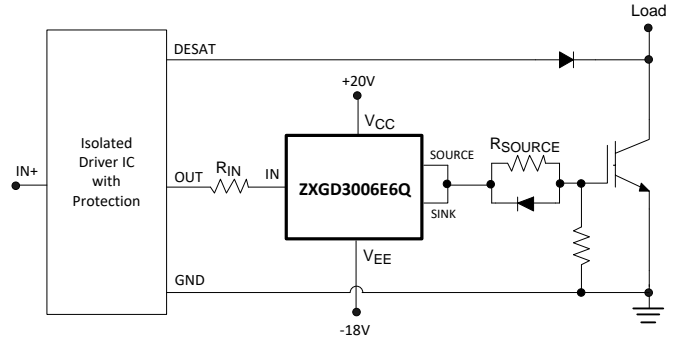 Load
DESAT
+20V
VCC
Isolated
Driver IC
with
Protection
IN+
OUT
RIN
IN
ZXGD3006E6Q
SOURCE
SINK
RSOURCE
VEE
GND
-18V